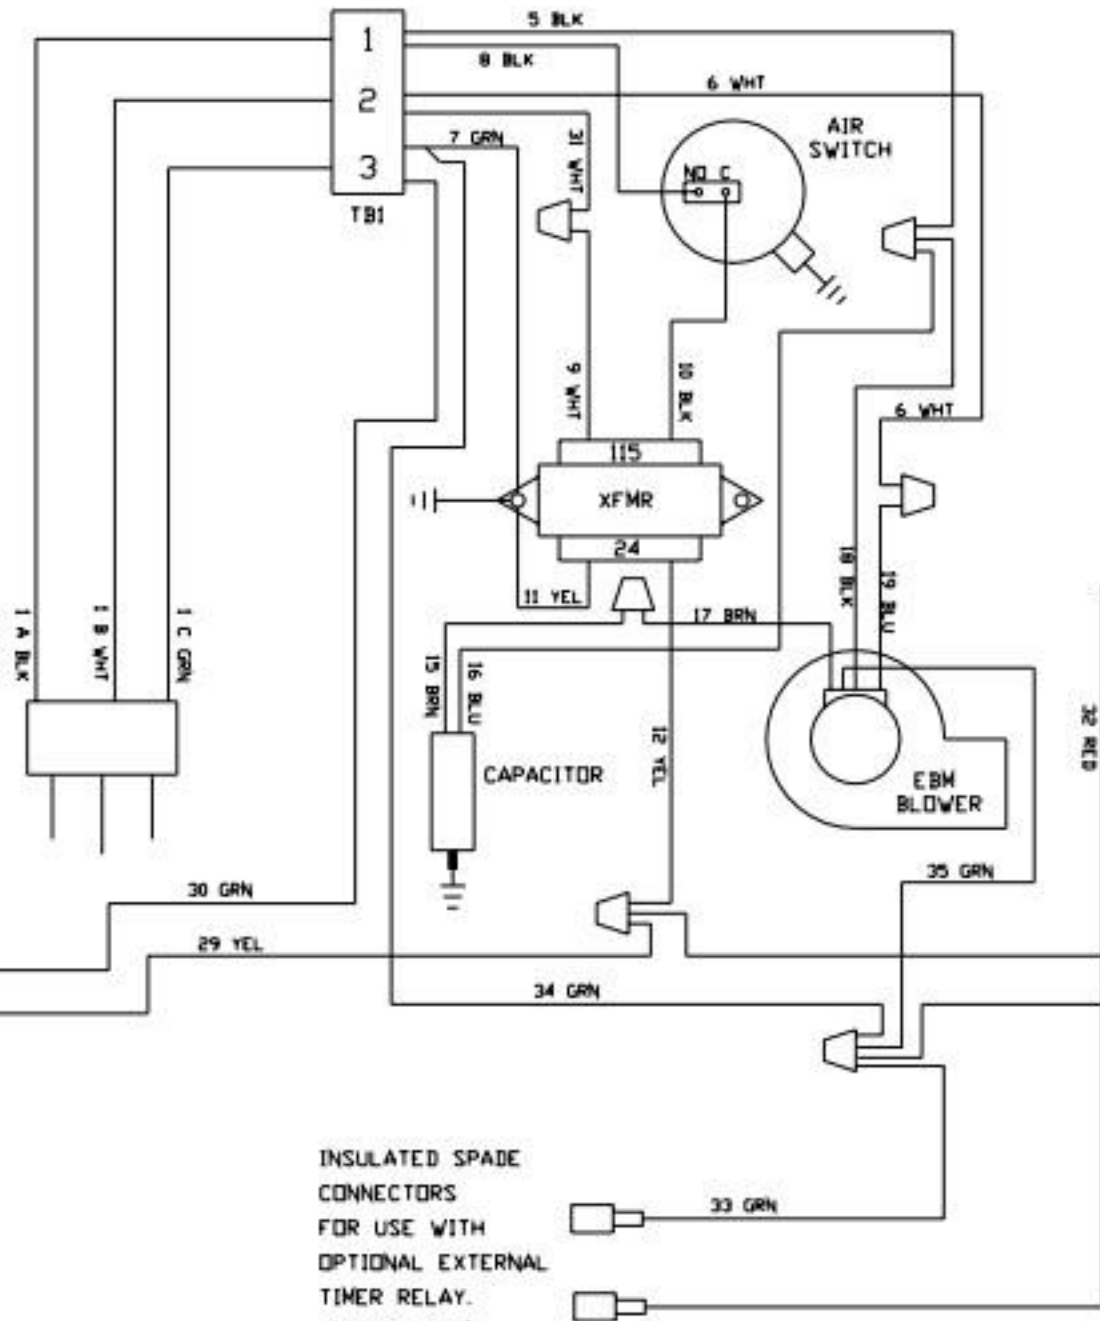 5 BLK
1
8 BLK
6 WHT
2
AIR
SWITCH
7 GRN
31 WHT
NO C
3
TB1
9 WHT
10 BLK
6 WHT
115
XFMR
24
18 BLK
19 BLU
11 YEL
17 BRN
1 A BLK
1 B WHT
1 C GRN
15 BRN
16 BLU
12 YEL
32 RED
CAPACITOR
EBM
BLOWER
35 GRN
30 GRN
29 YEL
34 GRN
INSULATED SPADE
CONNECTORS
FOR USE WITH
OPTIONAL EXTERNAL
TIMER RELAY.
33 GRN